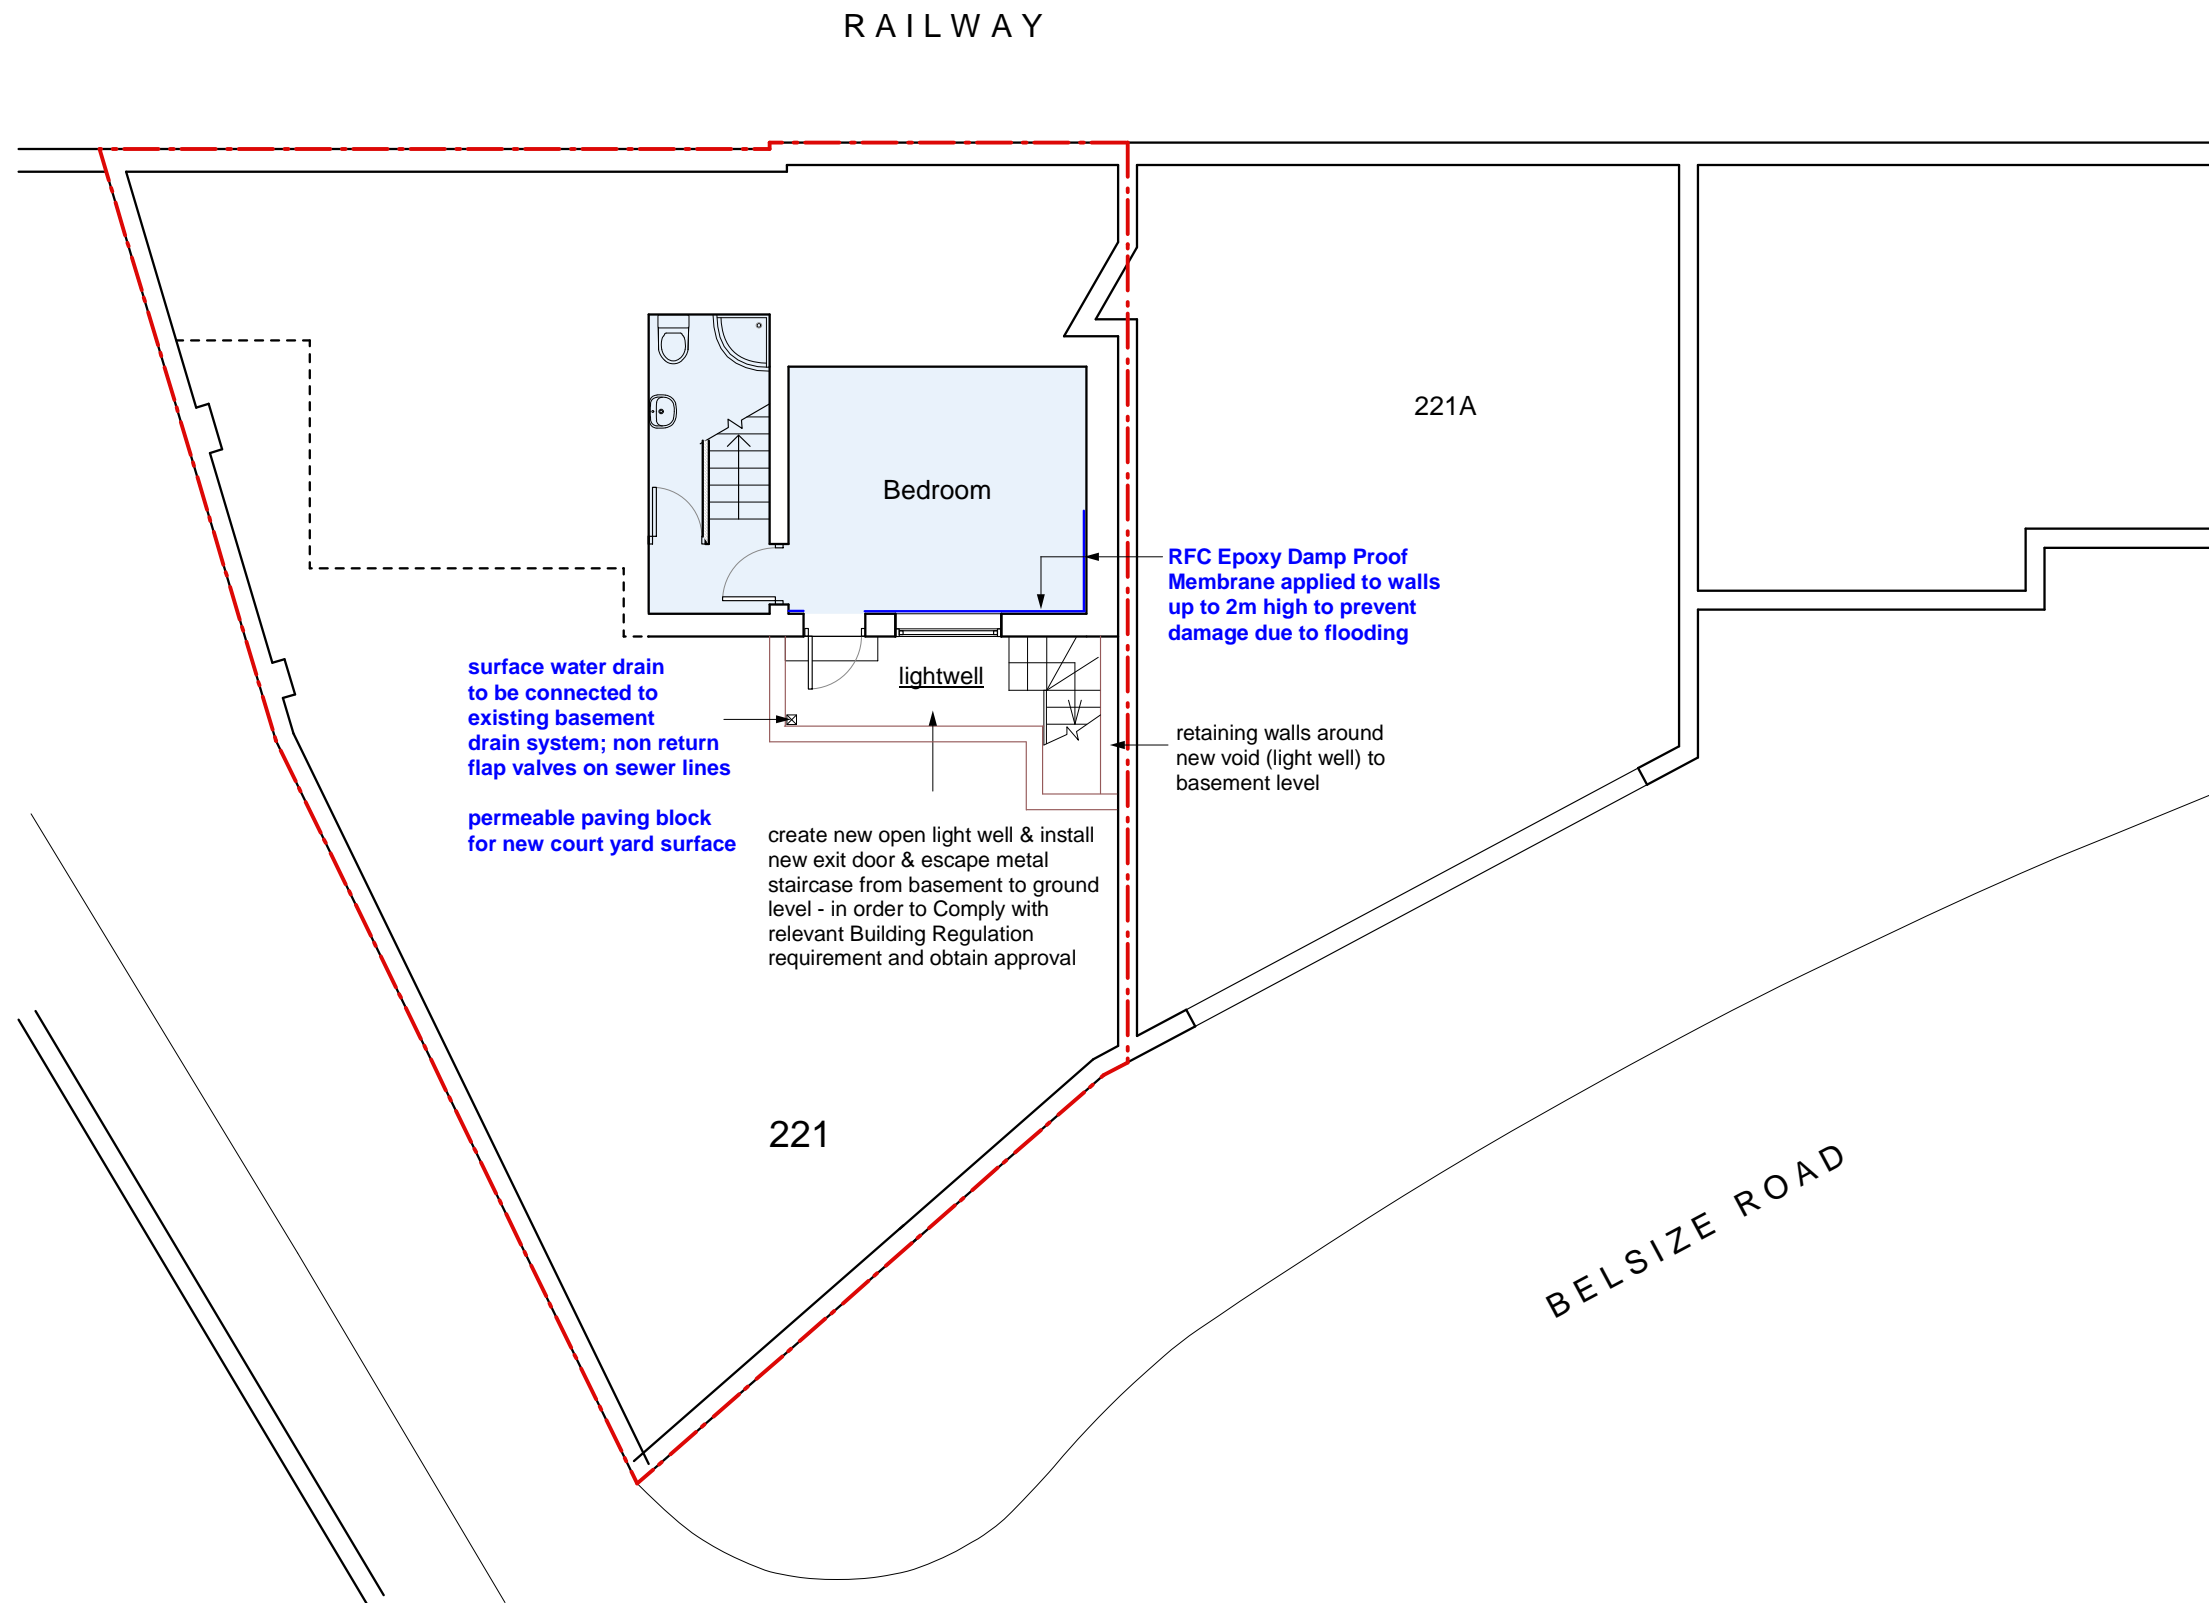 RAILWAY
221A
Bedroom
RFC Epoxy Damp Proof
Membrane applied to walls
up to 2m high to prevent
damage due to flooding
surface water drain
to be connected to
existing basement
drain system; non return
flap valves on sewer lines
permeable paving block
for new court yard surface
lightwell
retaining walls around
new void (light well) to
basement level
create new open light well & install
new exit door & escape metal
staircase from basement to ground
level - in order to Comply with
relevant Building Regulation
requirement and obtain approval
221
BELSIZE ROAD